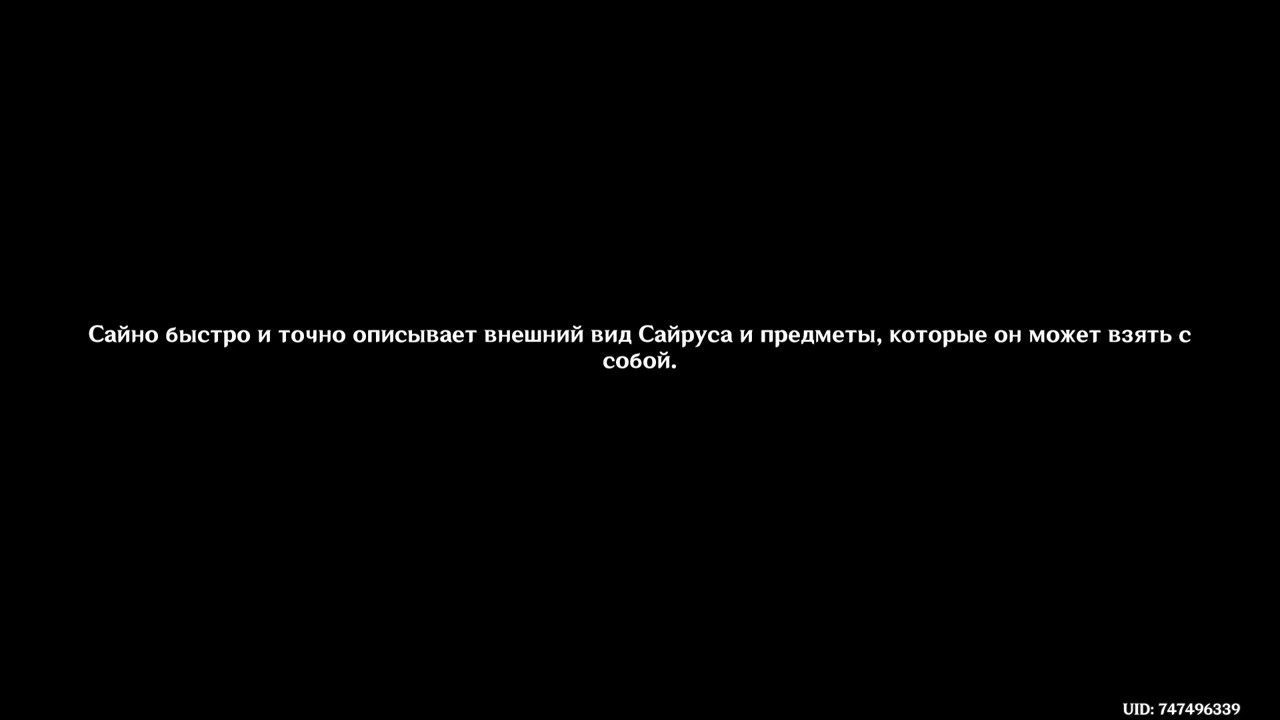 Сайно быстро и точно описывает внешний вид Сайруса и предметы, которые он может взять с
собой.
UID: 747496339